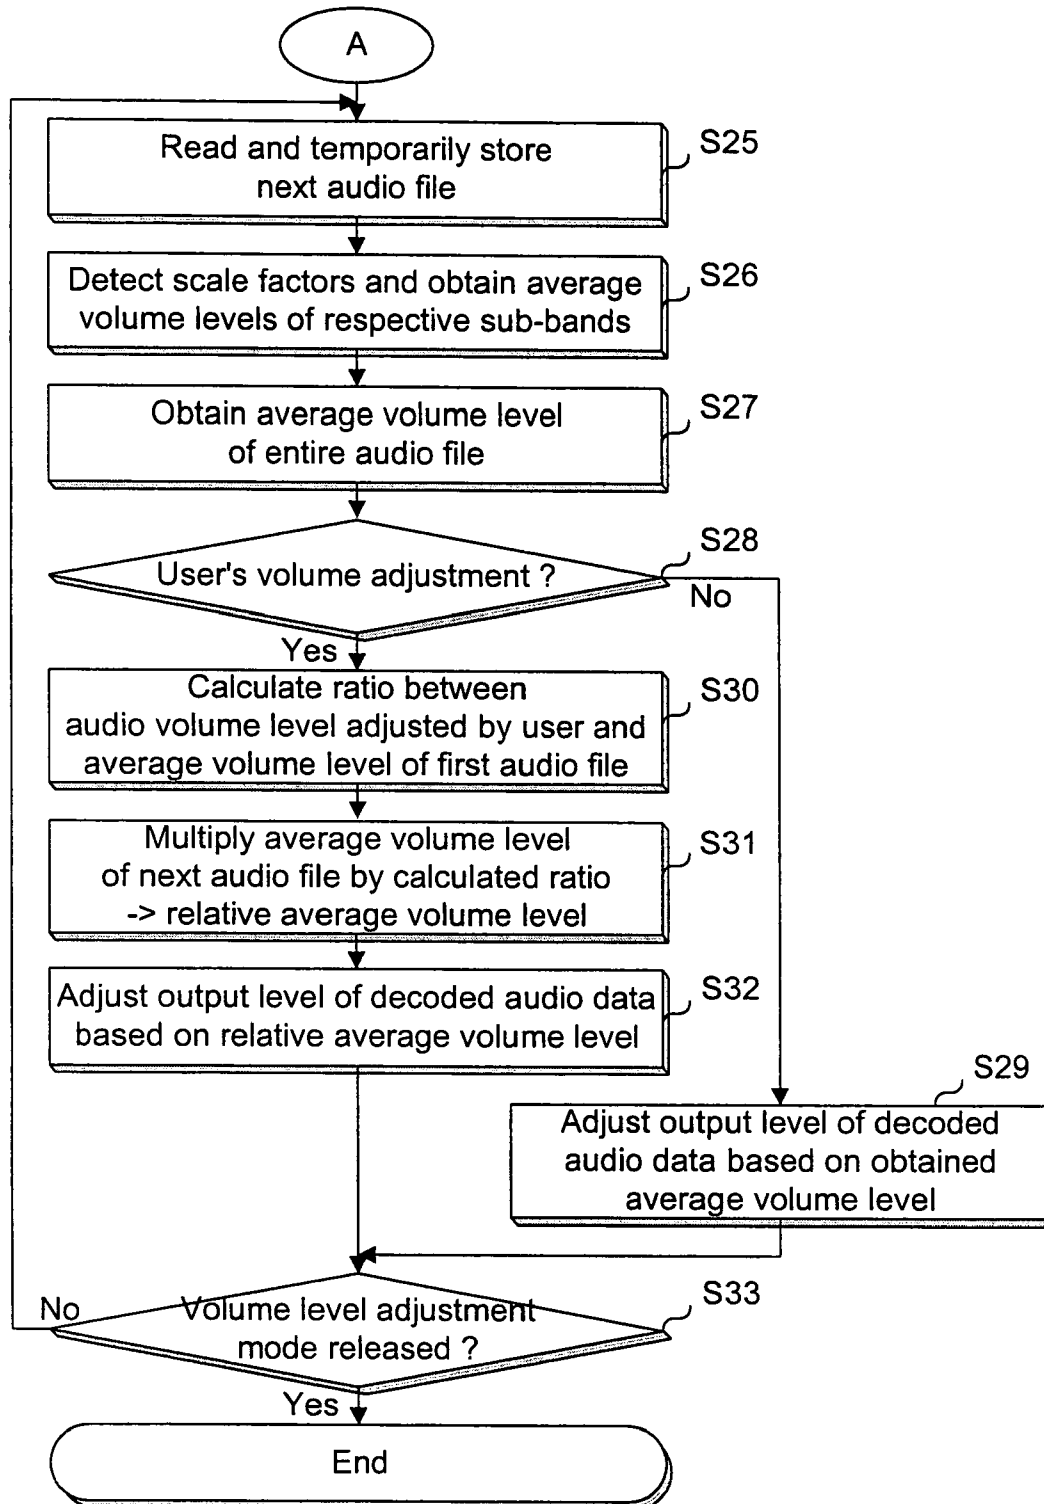 A
Read and temporarily store
next audio file
S25
Detect scale factors and obtain average
volume levels of respective sub-bands
S26
Obtain average volume level
of entire audio file
S27
User's volume adjustment ?
S28
No
Yes
Calculate ratio between
audio volume level adjusted by user and
average volume level of first audio file
S30
Multiply average volume level
of next audio file by calculated ratio
-> relative average volume level
S31
Adjust output level of decoded audio data
based on relative average volume level
S32
S29
Adjust output level of decoded
audio data based on obtained
average volume level
No
Volume level adjustment
mode released ?
S33
Yes
End